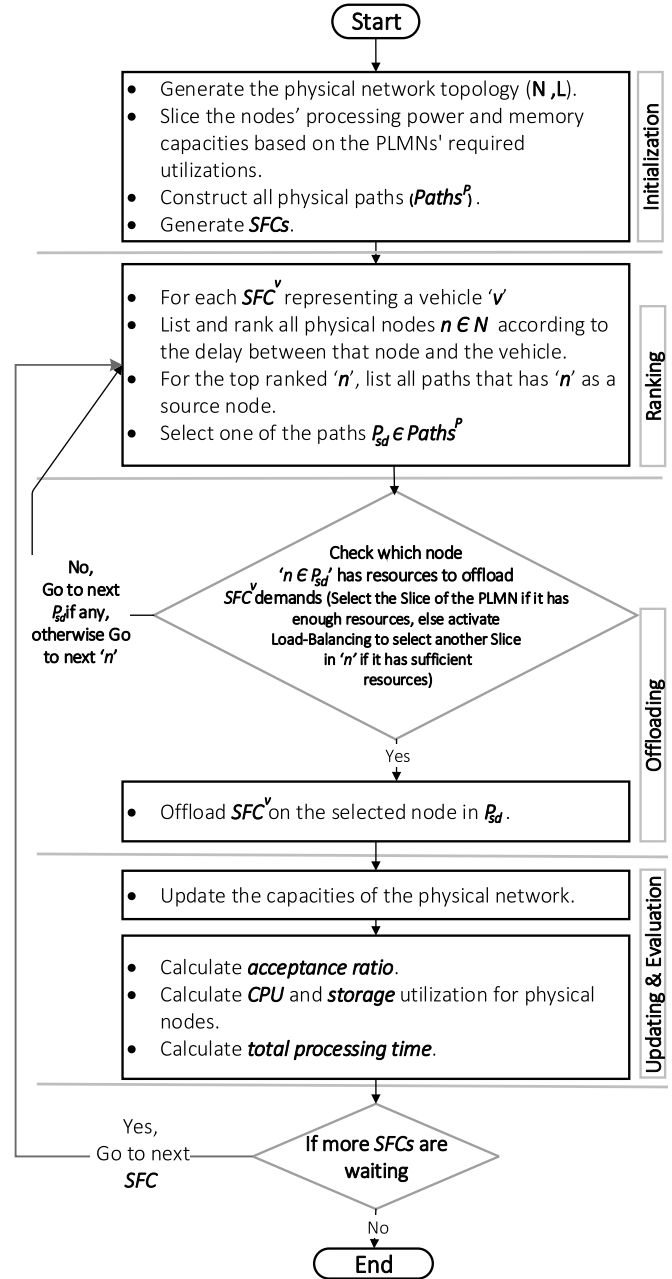 Start
• Generate the physical network topology (N ,L).
• Slice the nodes' processing power and memory
capacities based on the PLMNs' required
utilizations.
• Construct all physical paths (Paths^P) .
• Generate SFCs.
Initialization
• For each SFC^v representing a vehicle 'v'
• List and rank all physical nodes n Є N according to
the delay between that node and the vehicle.
• For the top ranked 'n', list all paths that has 'n' as a
source node.
• Select one of the paths P_sd Є Paths^P
Ranking
No,
Go to next
P_sd if any,
otherwise Go
to next 'n'
Check which node
'n Є P_sd' has resources to offload
SFC^v demands (Select the Slice of the PLMN if it has
enough resources, else activate
Load-Balancing to select another Slice
in 'n' if it has sufficient
resources)
Offloading
Yes
• Offload SFC^v on the selected node in P_sd .
• Update the capacities of the physical network.
• Calculate acceptance ratio.
• Calculate CPU and storage utilization for physical
nodes.
• Calculate total processing time.
Updating & Evaluation
Yes,
Go to next
SFC
If more SFCs are
waiting
No
End